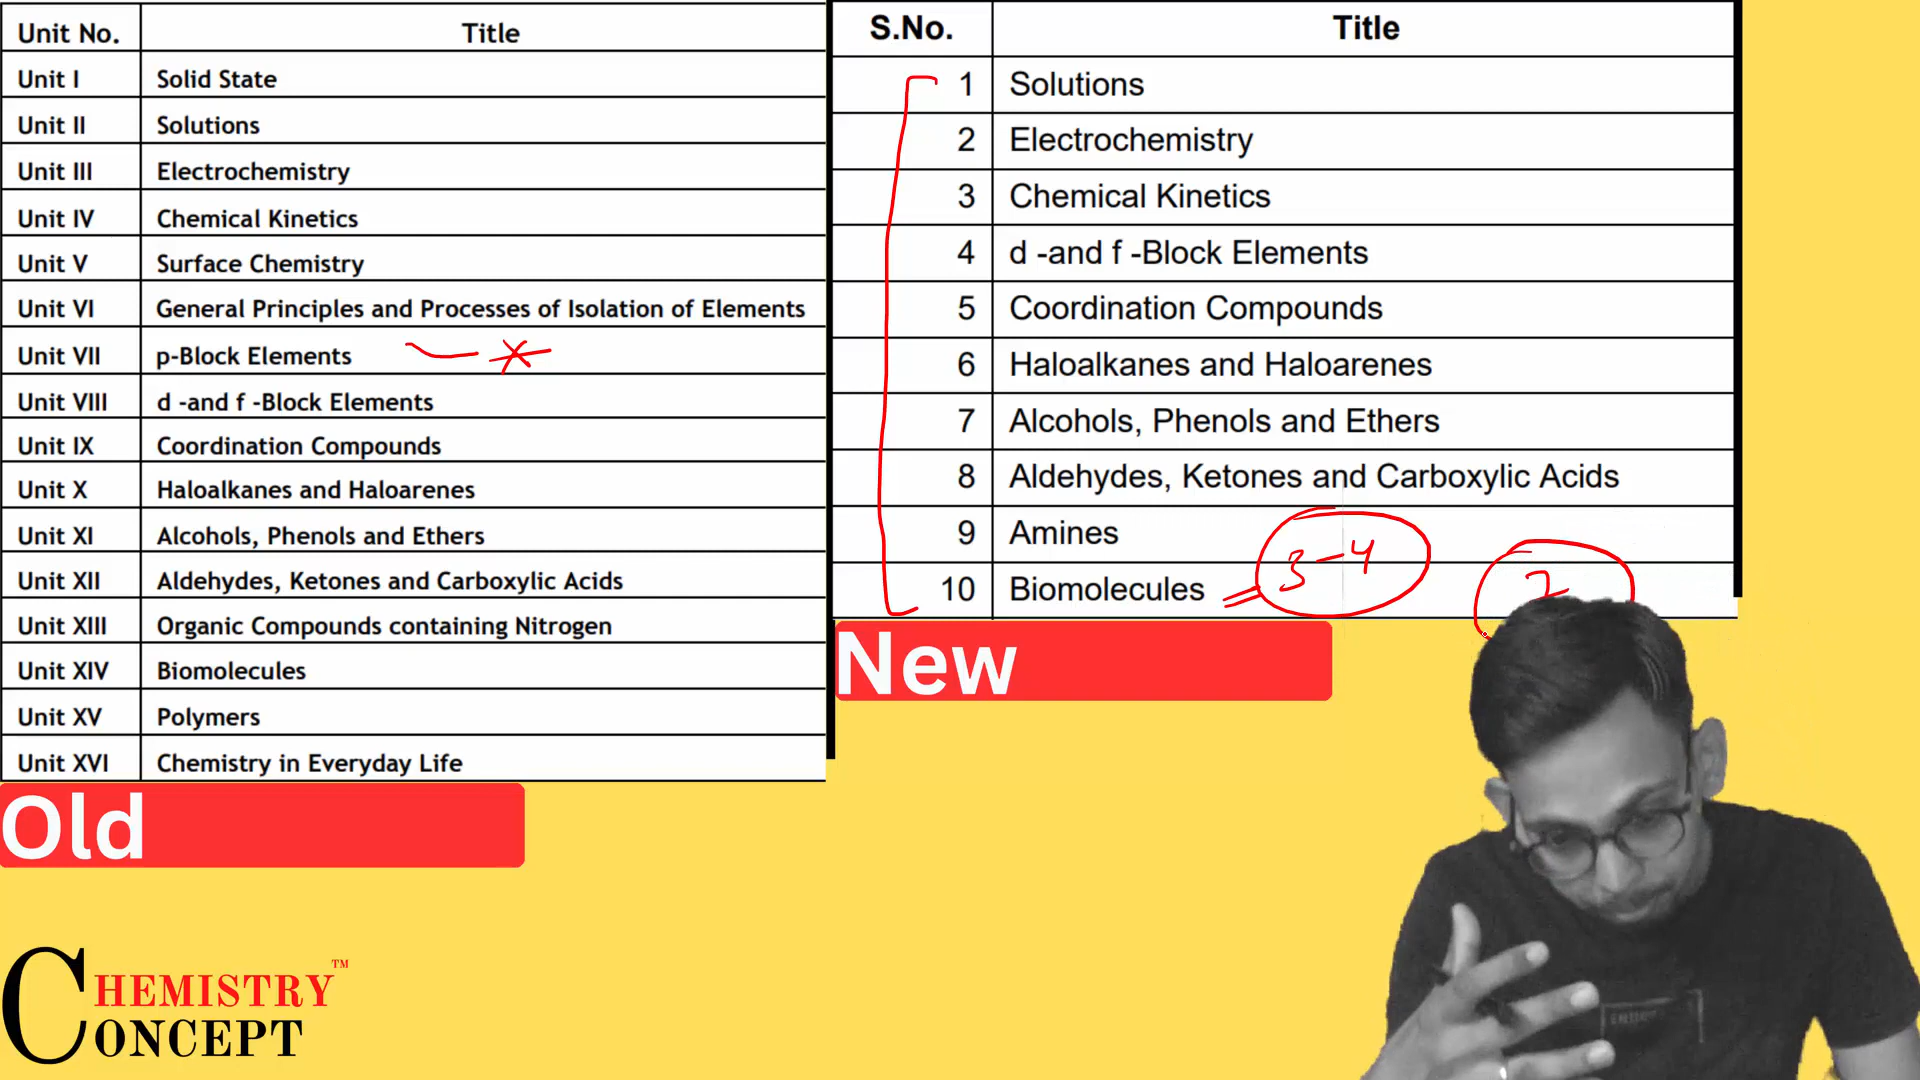 Unit No. Title
Unit I Solid State
Unit II Solutions
Unit III Electrochemistry
Unit IV Chemical Kinetics
Unit V Surface Chemistry
Unit VI General Principles and Processes of Isolation of Elements
Unit VII p-Block Elements
Unit VIII d -and f -Block Elements
Unit IX Coordination Compounds
Unit X Haloalkanes and Haloarenes
Unit XI Alcohols, Phenols and Ethers
Unit XII Aldehydes, Ketones and Carboxylic Acids
Unit XIII Organic Compounds containing Nitrogen
Unit XIV Biomolecules
Unit XV Polymers
Unit XVI Chemistry in Everyday Life
Old
S.No. Title
1 Solutions
2 Electrochemistry
3 Chemical Kinetics
4 d -and f -Block Elements
5 Coordination Compounds
6 Haloalkanes and Haloarenes
7 Alcohols, Phenols and Ethers
8 Aldehydes, Ketones and Carboxylic Acids
9 Amines
10 Biomolecules
3-4
New
CHEMISTRY™
CONCEPT